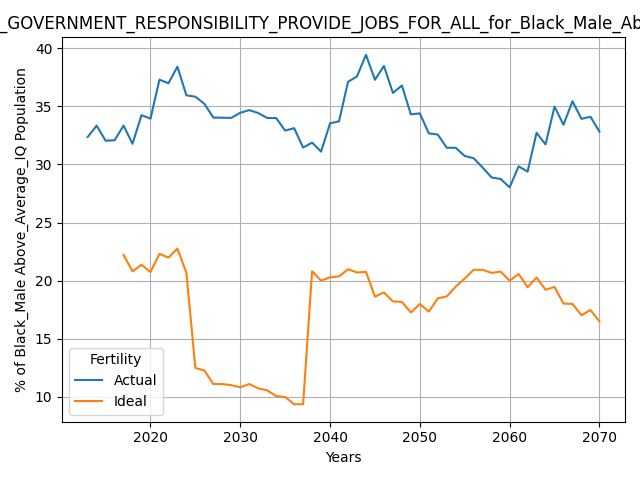 _GOVERNMENT_RESPONSIBILITY_PROVIDE_JOBS_FOR_ALL_for_Black_Male_Ab
% of Black_Male Above_Average_IQ Population
40
35
30
25
20
15
10
Fertility
Actual
Ideal
2020 2030 2040 2050 2060 2070
Years